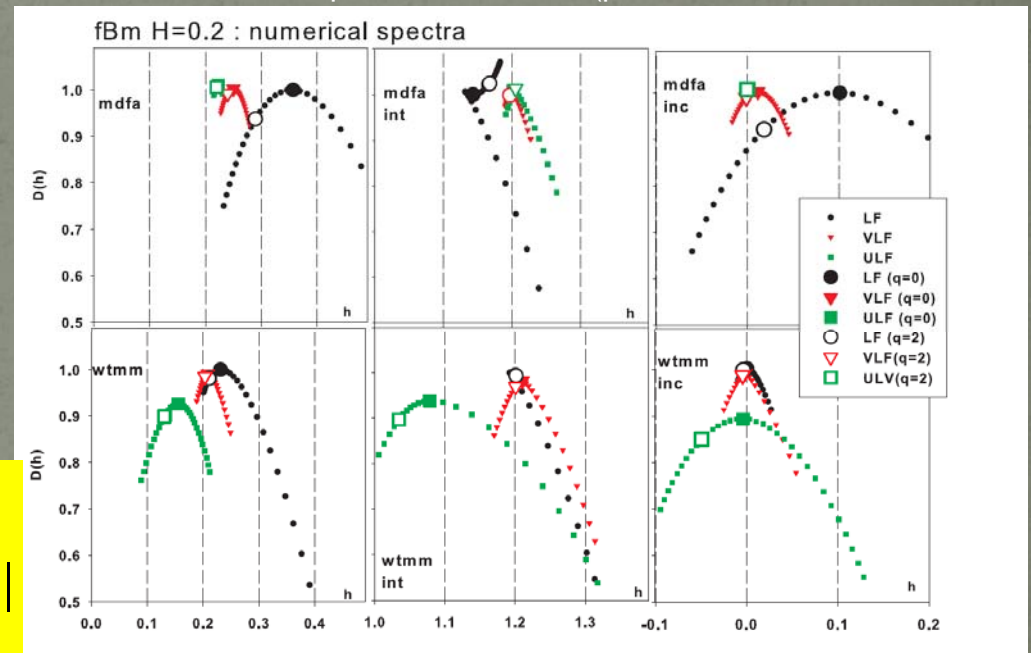 fBm H=0.2 : numerical spectra
mdfa
mdfa
int
mdfa
inc
D(h)
1.0
0.9
0.8
0.7
0.6
0.5
h
h
LF
VLF
ULF
LF (q=0)
VLF (q=0)
ULF (q=0)
LF (q=2)
VLF(q=2)
ULV(q=2)
wtmm
wtmm
int
wtmm
inc
D(h)
1.0
0.9
0.8
0.7
0.6
0.5
h
h
h
0.0 0.1 0.2 0.3 0.4
1.0 1.2 1.3
-0.1 0.0 0.1 0.2